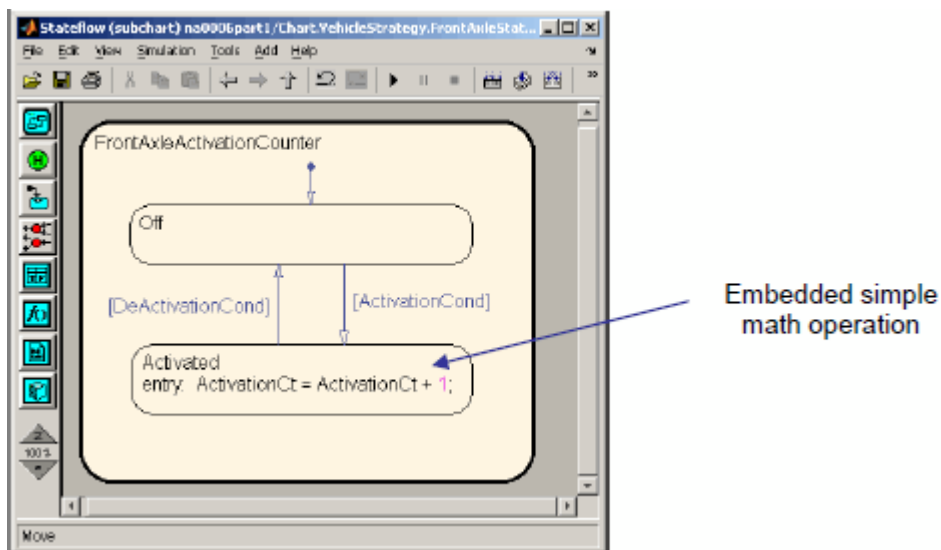 Stateflow (subchart) na0006part1/Chart.VehicleStrategy.FrontAxleStat...
File Edit View Simulation Tools Add Help
FrontAxleActivationCounter
Off
[DeActivationCond]
[ActivationCond]
Activated
entry: ActivationCt = ActivationCt + 1;
100%
Move
Embedded simple
math operation